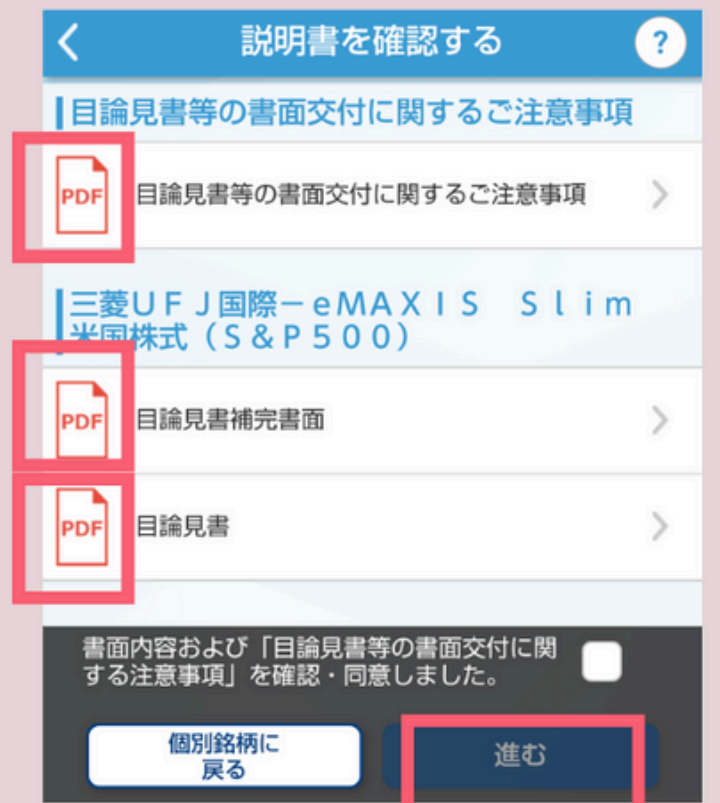 説明書を確認する
?
目論見書等の書面交付に関するご注意事項
PDF
目論見書等の書面交付に関するご注意事項
三菱UFJ国際－eMAXIS　Slim
米国株式（S&P500）
PDF
目論見書補完書面
PDF
目論見書
書面内容および「目論見書等の書面交付に関
する注意事項」を確認・同意しました。
個別銘柄に
戻る
進む